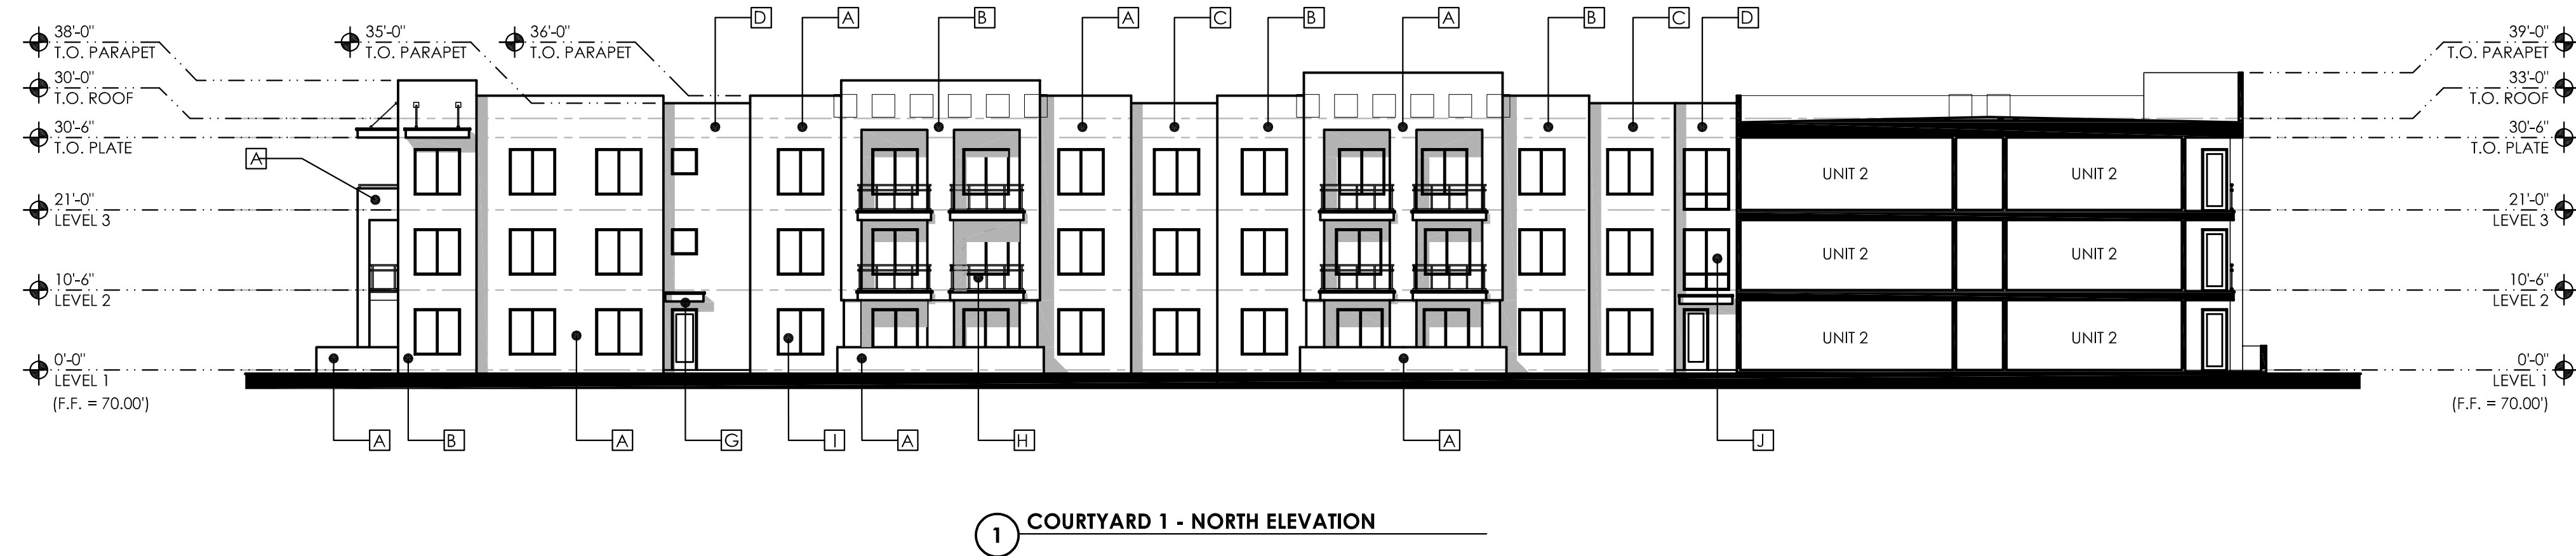 D A B A C B A B C D
38'-0"
T.O. PARAPET
35'-0"
T.O. PARAPET
36'-0"
T.O. PARAPET
39'-0"
T.O. PARAPET
30'-0"
T.O. ROOF
33'-0"
T.O. ROOF
30'-6"
T.O. PLATE
30'-6"
T.O. PLATE
A
UNIT 2 UNIT 2
21'-0"
LEVEL 3
21'-0"
LEVEL 3
UNIT 2 UNIT 2
10'-6"
LEVEL 2
10'-6"
LEVEL 2
UNIT 2 UNIT 2
0'-0"
LEVEL 1
(F.F. = 70.00')
0'-0"
LEVEL 1
(F.F. = 70.00')
A B A G I A H A J
1 COURTYARD 1 - NORTH ELEVATION